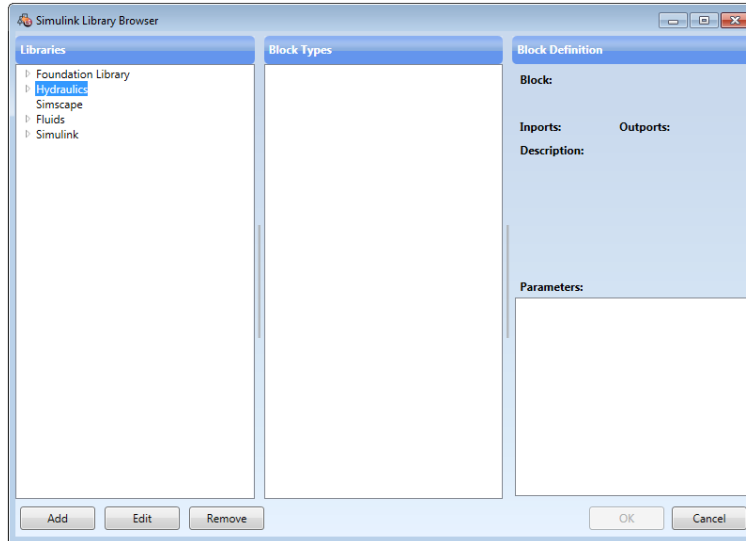 Simulink Library Browser
Libraries
Block Types
Block Definition
Foundation Library
Hydraulics
Simscape
Fluids
Simulink
Block:
Inports: Outports:
Description:
Parameters:
Add Edit Remove OK Cancel